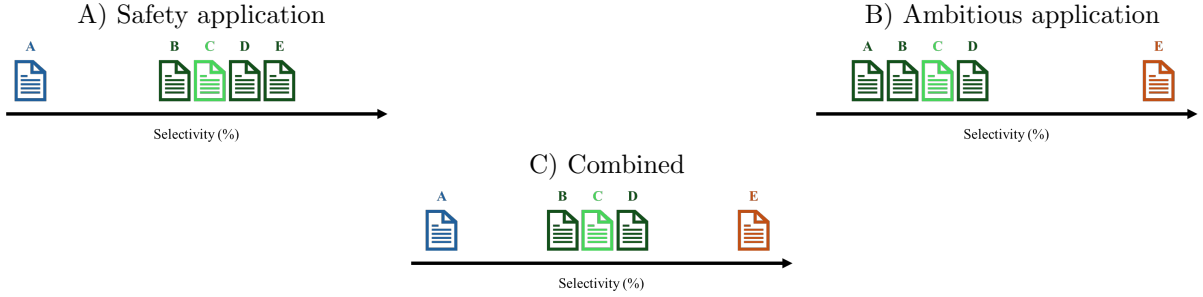 A) Safety application
A B C D E
Selectivity (%)
B) Ambitious application
A B C D E
Selectivity (%)
C) Combined
A B C D E
Selectivity (%)